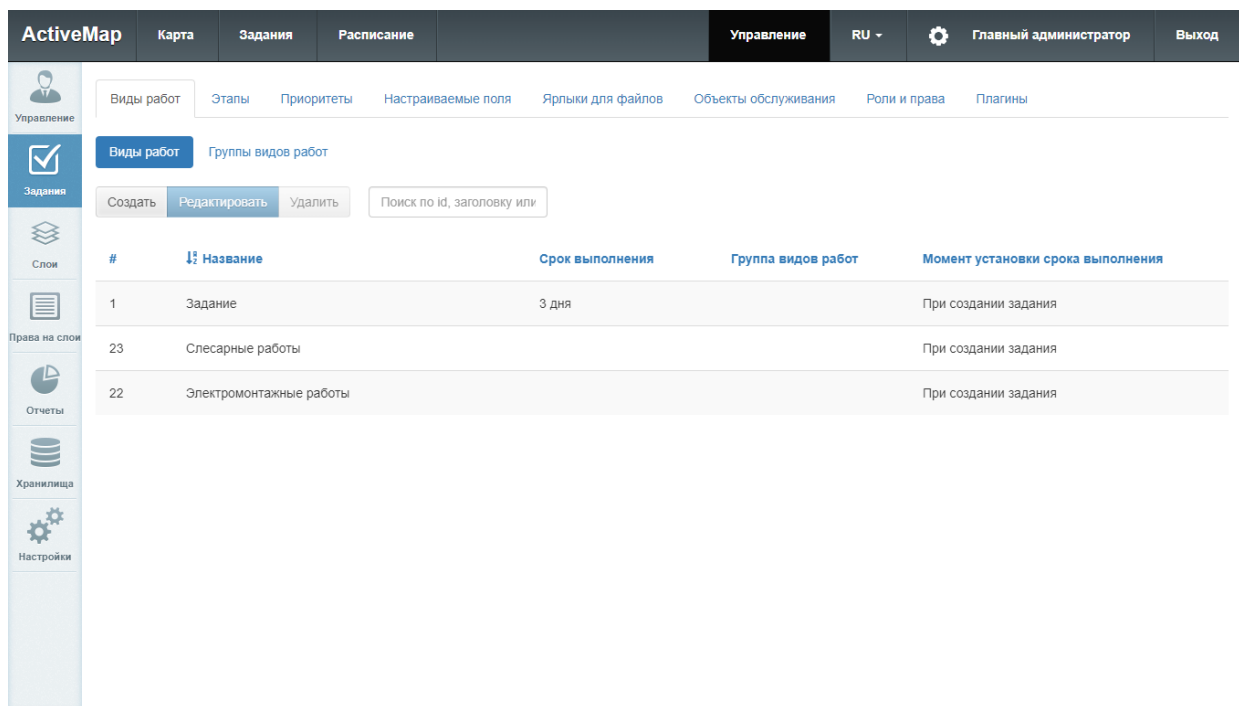 ActiveMap Карта Задания Расписание Управление RU Главный администратор Выход
Управление
Задания
Слои
Права на слои
Отчеты
Хранилища
Настройки
Виды работ Этапы Приоритеты Настраиваемые поля Ярлыки для файлов Объекты обслуживания Роли и права Плагины
Виды работ Группы видов работ
Создать Редактировать Удалить Поиск по id, заголовку или
# Название Срок выполнения Группа видов работ Момент установки срока выполнения
1 Задание 3 дня При создании задания
23 Слесарные работы При создании задания
22 Электромонтажные работы При создании задания